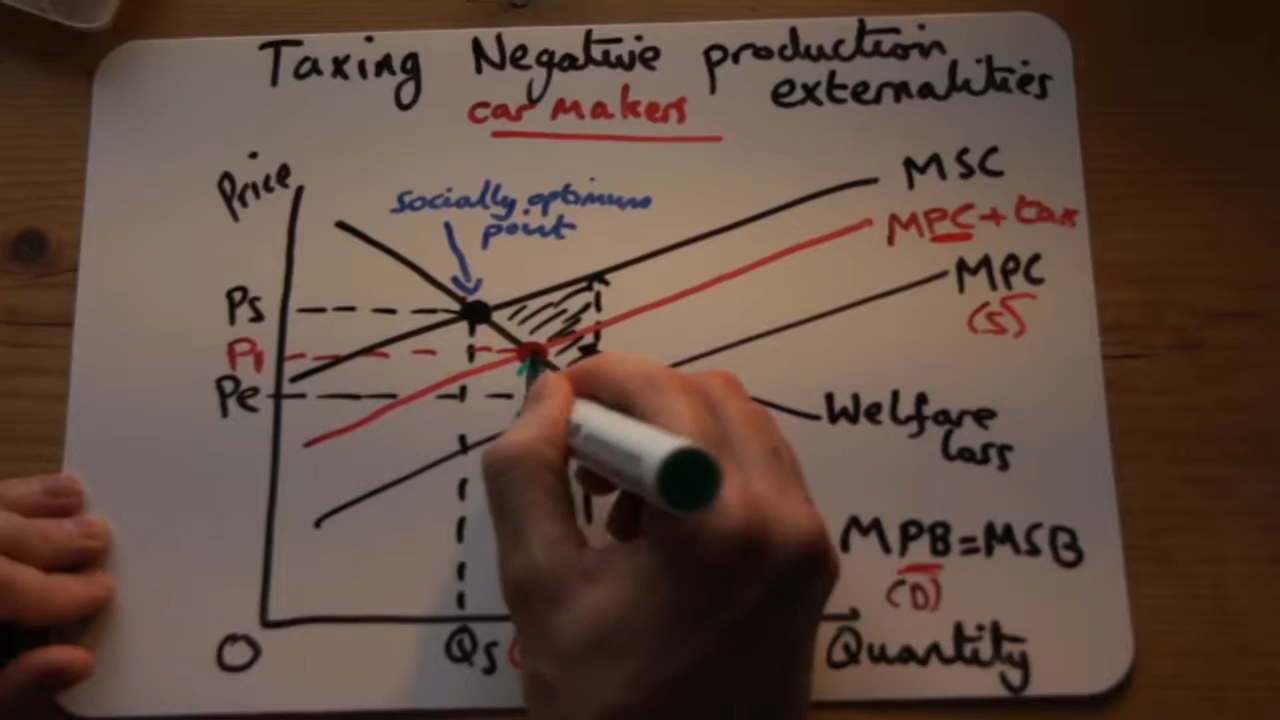 Taxing Negative production
externalities
car makers
Price
MSC
socially optimum
point
MPC + tax
MPC
(S)
Ps
P1
Pe
Welfare
loss
MPB=MSB
(D)
O
Qs
Quantity